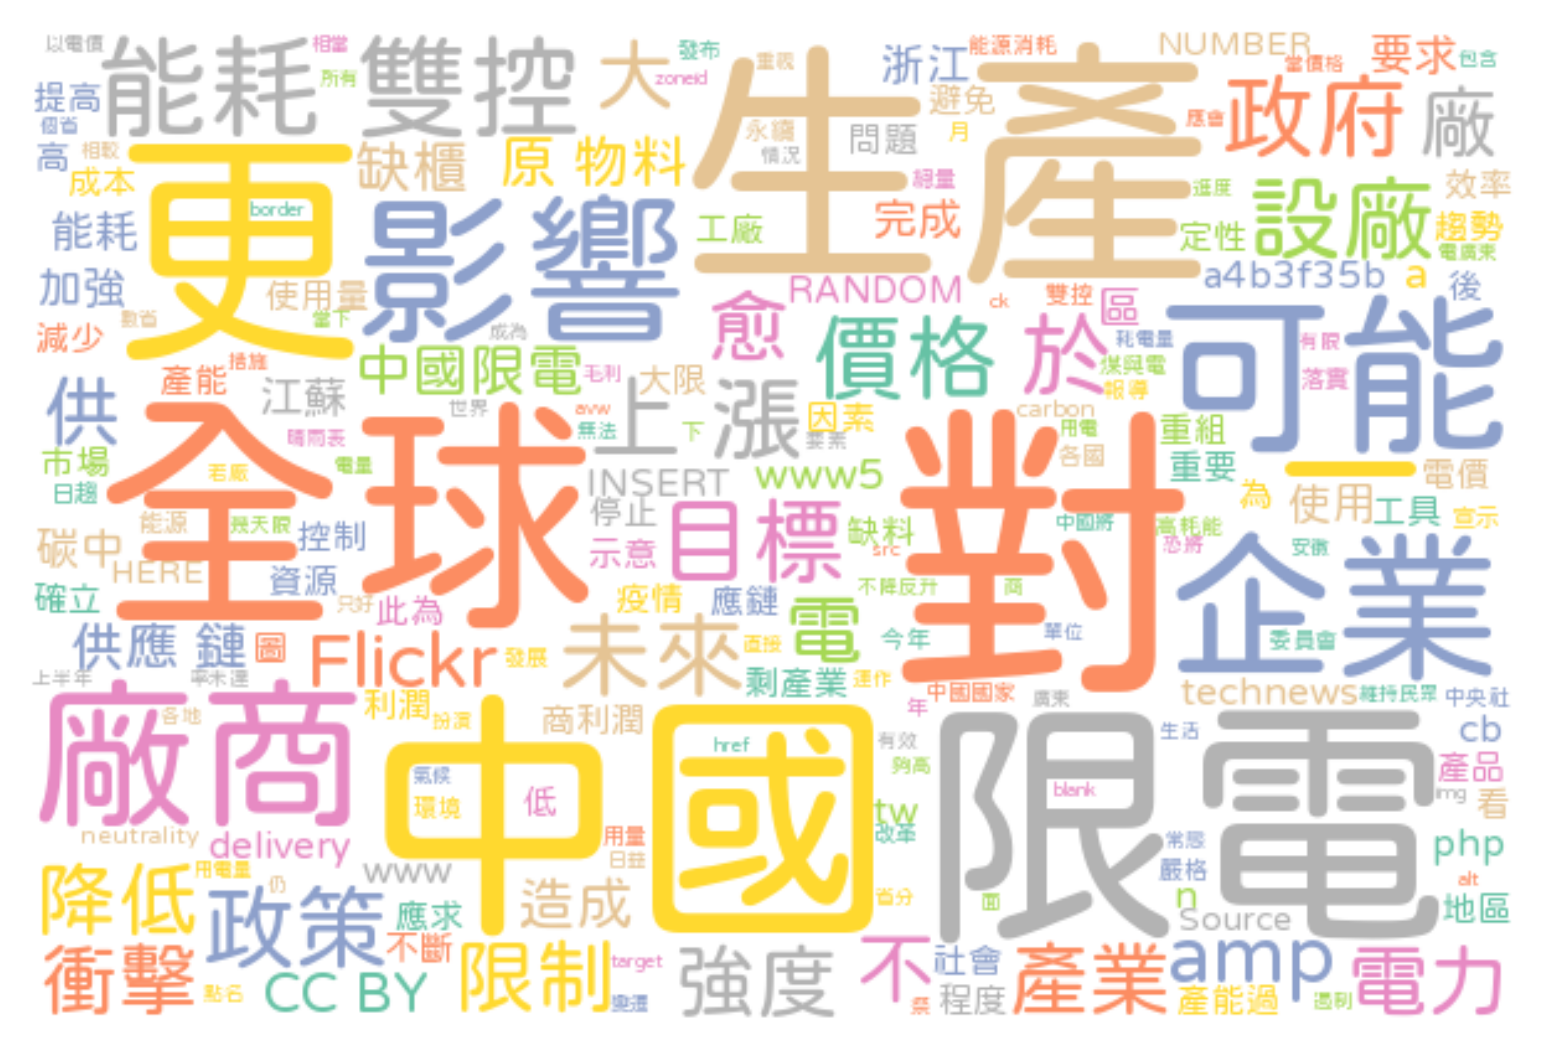 以電價
能耗雙控
相當
所有
大
發布
zoneid
重義
生產
浙江
能源消耗
NUMBER
當價格
要求
包含
提高
個省
高
相較
成本
更
border
缺櫃
原物料
永續
情況
問題
避免
月
應會
政府
廠
能耗
影響
工廠
總量
完成
進度
定性
設廠
效率
趨勢
電廣東
加強
使用量
當下
數省
減少
措施
成為
中國限電
毛利
大限
愈
RANDOM
ck
雙控
區
a4b3f35b
a
後
價格
於
耗電量
煤與電
報導
可能
有限
落實
供
產能
江蘇
晴雨表
世界
avw
無法
上漲
下
因素
要素
carbon
用電
各國
重組
重要
市場
日趨
全球
若廠
電量
能源
幾天限
INSERT
停止
示意
www5
目標
缺料
src
對
中國將
高耗能
恐將
一
為
電價
使用
工具
宣示
碳中
HERE
控制
資源
只好
此為
疫情
應鏈
不降反升
商
安徽
企業
確立
供應鏈
圖
Flickr
發展
未來
直接
電
今年
單位
委員會
上半年
率未達
剩產業
運作
中國國家
年
廣東
technews
維持民眾
中央社
廠商
各地
利潤
扮演
商利潤
中國
氣候
環境
低
href
有效
夠高
tw
改革
限電
blank
生活
cb
產品
img
看
neutrality
delivery
用量
日益
常態
嚴格
php
alt
地區
降低
用電量
仍
www
政策
應求
不斷
造成
省分
面
n
Source
衝擊
點名
CC BY
限制
target
強度
不
禁
社會
程度
產業
amp
產能過
遏制
電力